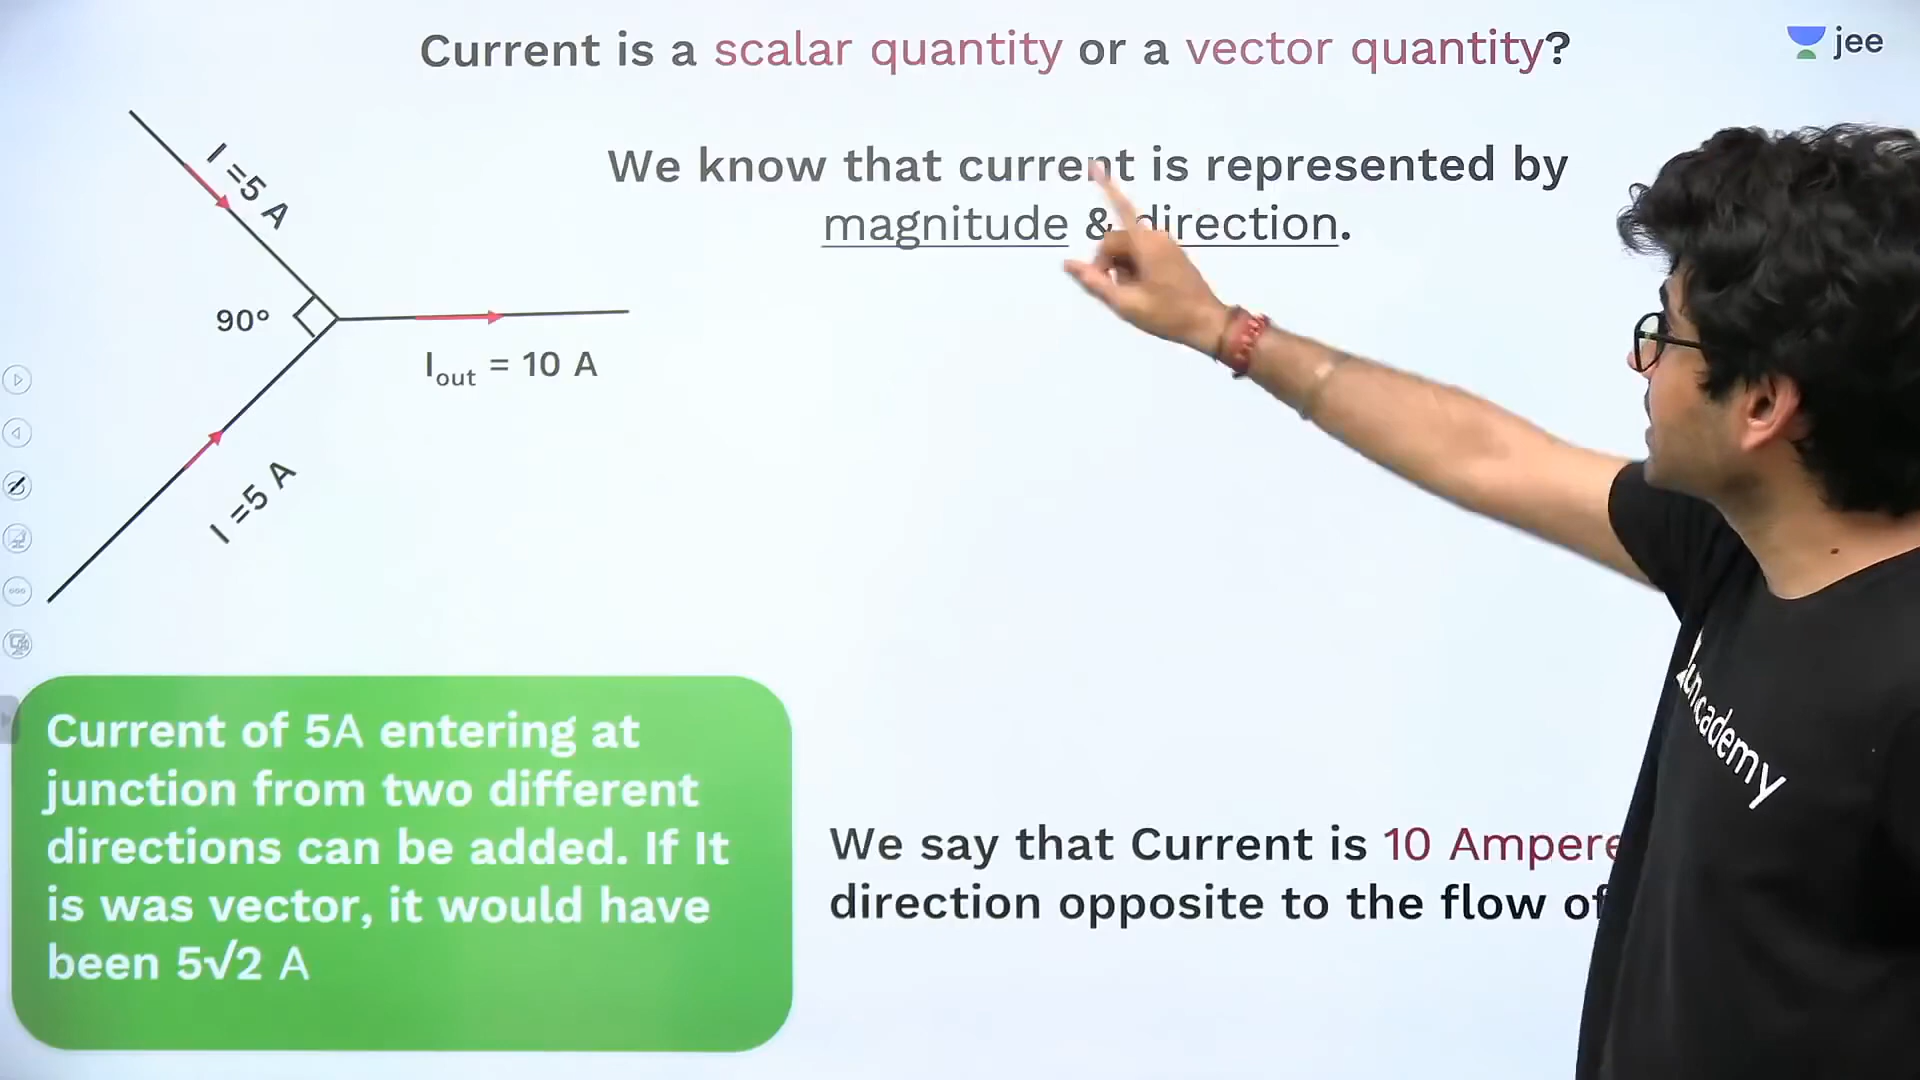 Current is a scalar quantity or a vector quantity?
jee
We know that current is represented by
magnitude & direction.
I =5 A
90°
Iout = 10 A
I =5 A
Current of 5A entering at
junction from two different
directions can be added. If It
is was vector, it would have
been 5√2 A
We say that Current is 10 Ampere
direction opposite to the flow of
unacademy